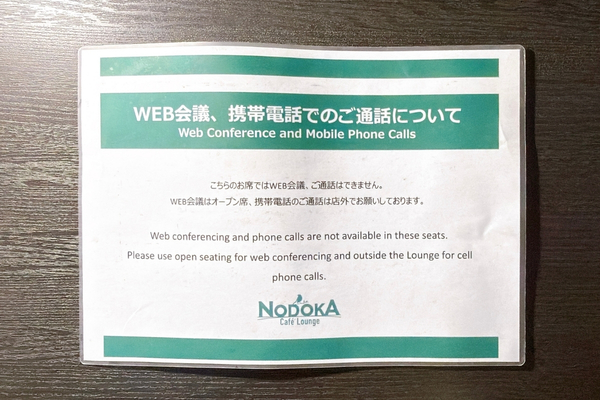 WEB会議、携帯電話でのご通話について
Web Conference and Mobile Phone Calls
こちらのお席ではWEB会議、ご通話はできません。
WEB会議はオープン席、携帯電話のご通話は店外でお願いしております。
Web conferencing and phone calls are not available in these seats.
Please use open seating for web conferencing and outside the Lounge for cell
phone calls.
NODOKA
Café Lounge